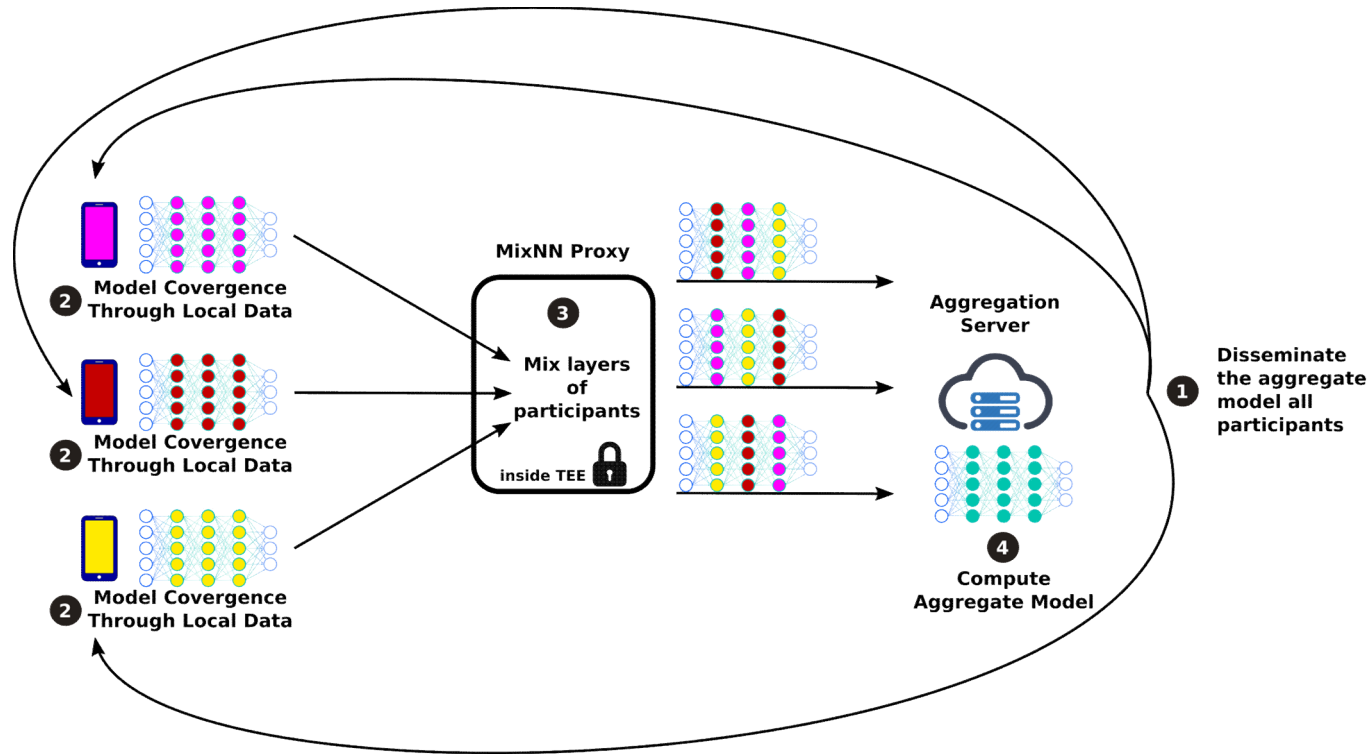 2
Model Covergence
Through Local Data
2
Model Covergence
Through Local Data
2
Model Covergence
Through Local Data
MixNN Proxy
3
Mix layers
of
participants
inside TEE
Aggregation
Server
4
Compute
Aggregate Model
1
Disseminate
the aggregate
model all
participants